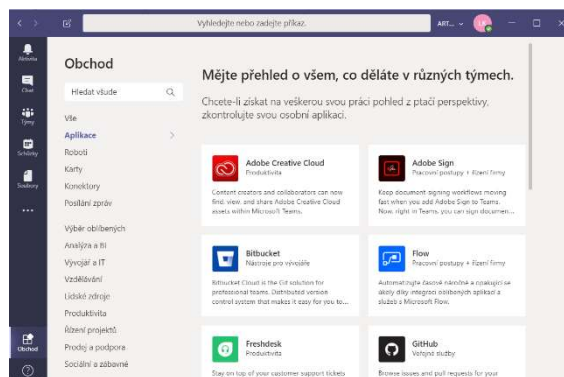 Vyhledejte nebo zadejte příkaz.
ART...
Aktivita
Chat
Týmy
Schůzky
Soubory
Obchod
Obchod
Hledat všude
Vše
Aplikace
Roboti
Karty
Konektory
Posílání zpráv
Výběr oblíbených
Analýza a BI
Vývojář a IT
Vzdělávání
Lidské zdroje
Produktivita
Řízení projektů
Prodej a podpora
Sociální a zábavné
Mějte přehled o všem, co děláte v různých týmech.
Chcete-li získat na veškerou svou práci pohled z ptačí perspektivy,
zkontrolujte svou osobní aplikaci.
Adobe Creative Cloud
Produktivita
Content creators and collaborators can now
find, view, and share Adobe Creative Cloud
assets within Microsoft Teams.
Adobe Sign
Pracovní postupy + řízení firmy
Keep document signing workflows moving
fast when you add Adobe Sign to Teams.
Now, right in Teams, you can sign documen...
Bitbucket
Nástroje pro vývojáře
Bitbucket Cloud is the Git solution for
professional teams. Distributed version
control system that makes it easy for you to...
Flow
Pracovní postupy + řízení firmy
Automatizujte časově náročné a opakující se
úkoly díky integraci oblíbených aplikací a
služeb s Microsoft Flow.
Freshdesk
Produktivita
Stay on top of your customer support tickets
GitHub
Veřejné služby
Browse issues and pull requests for your